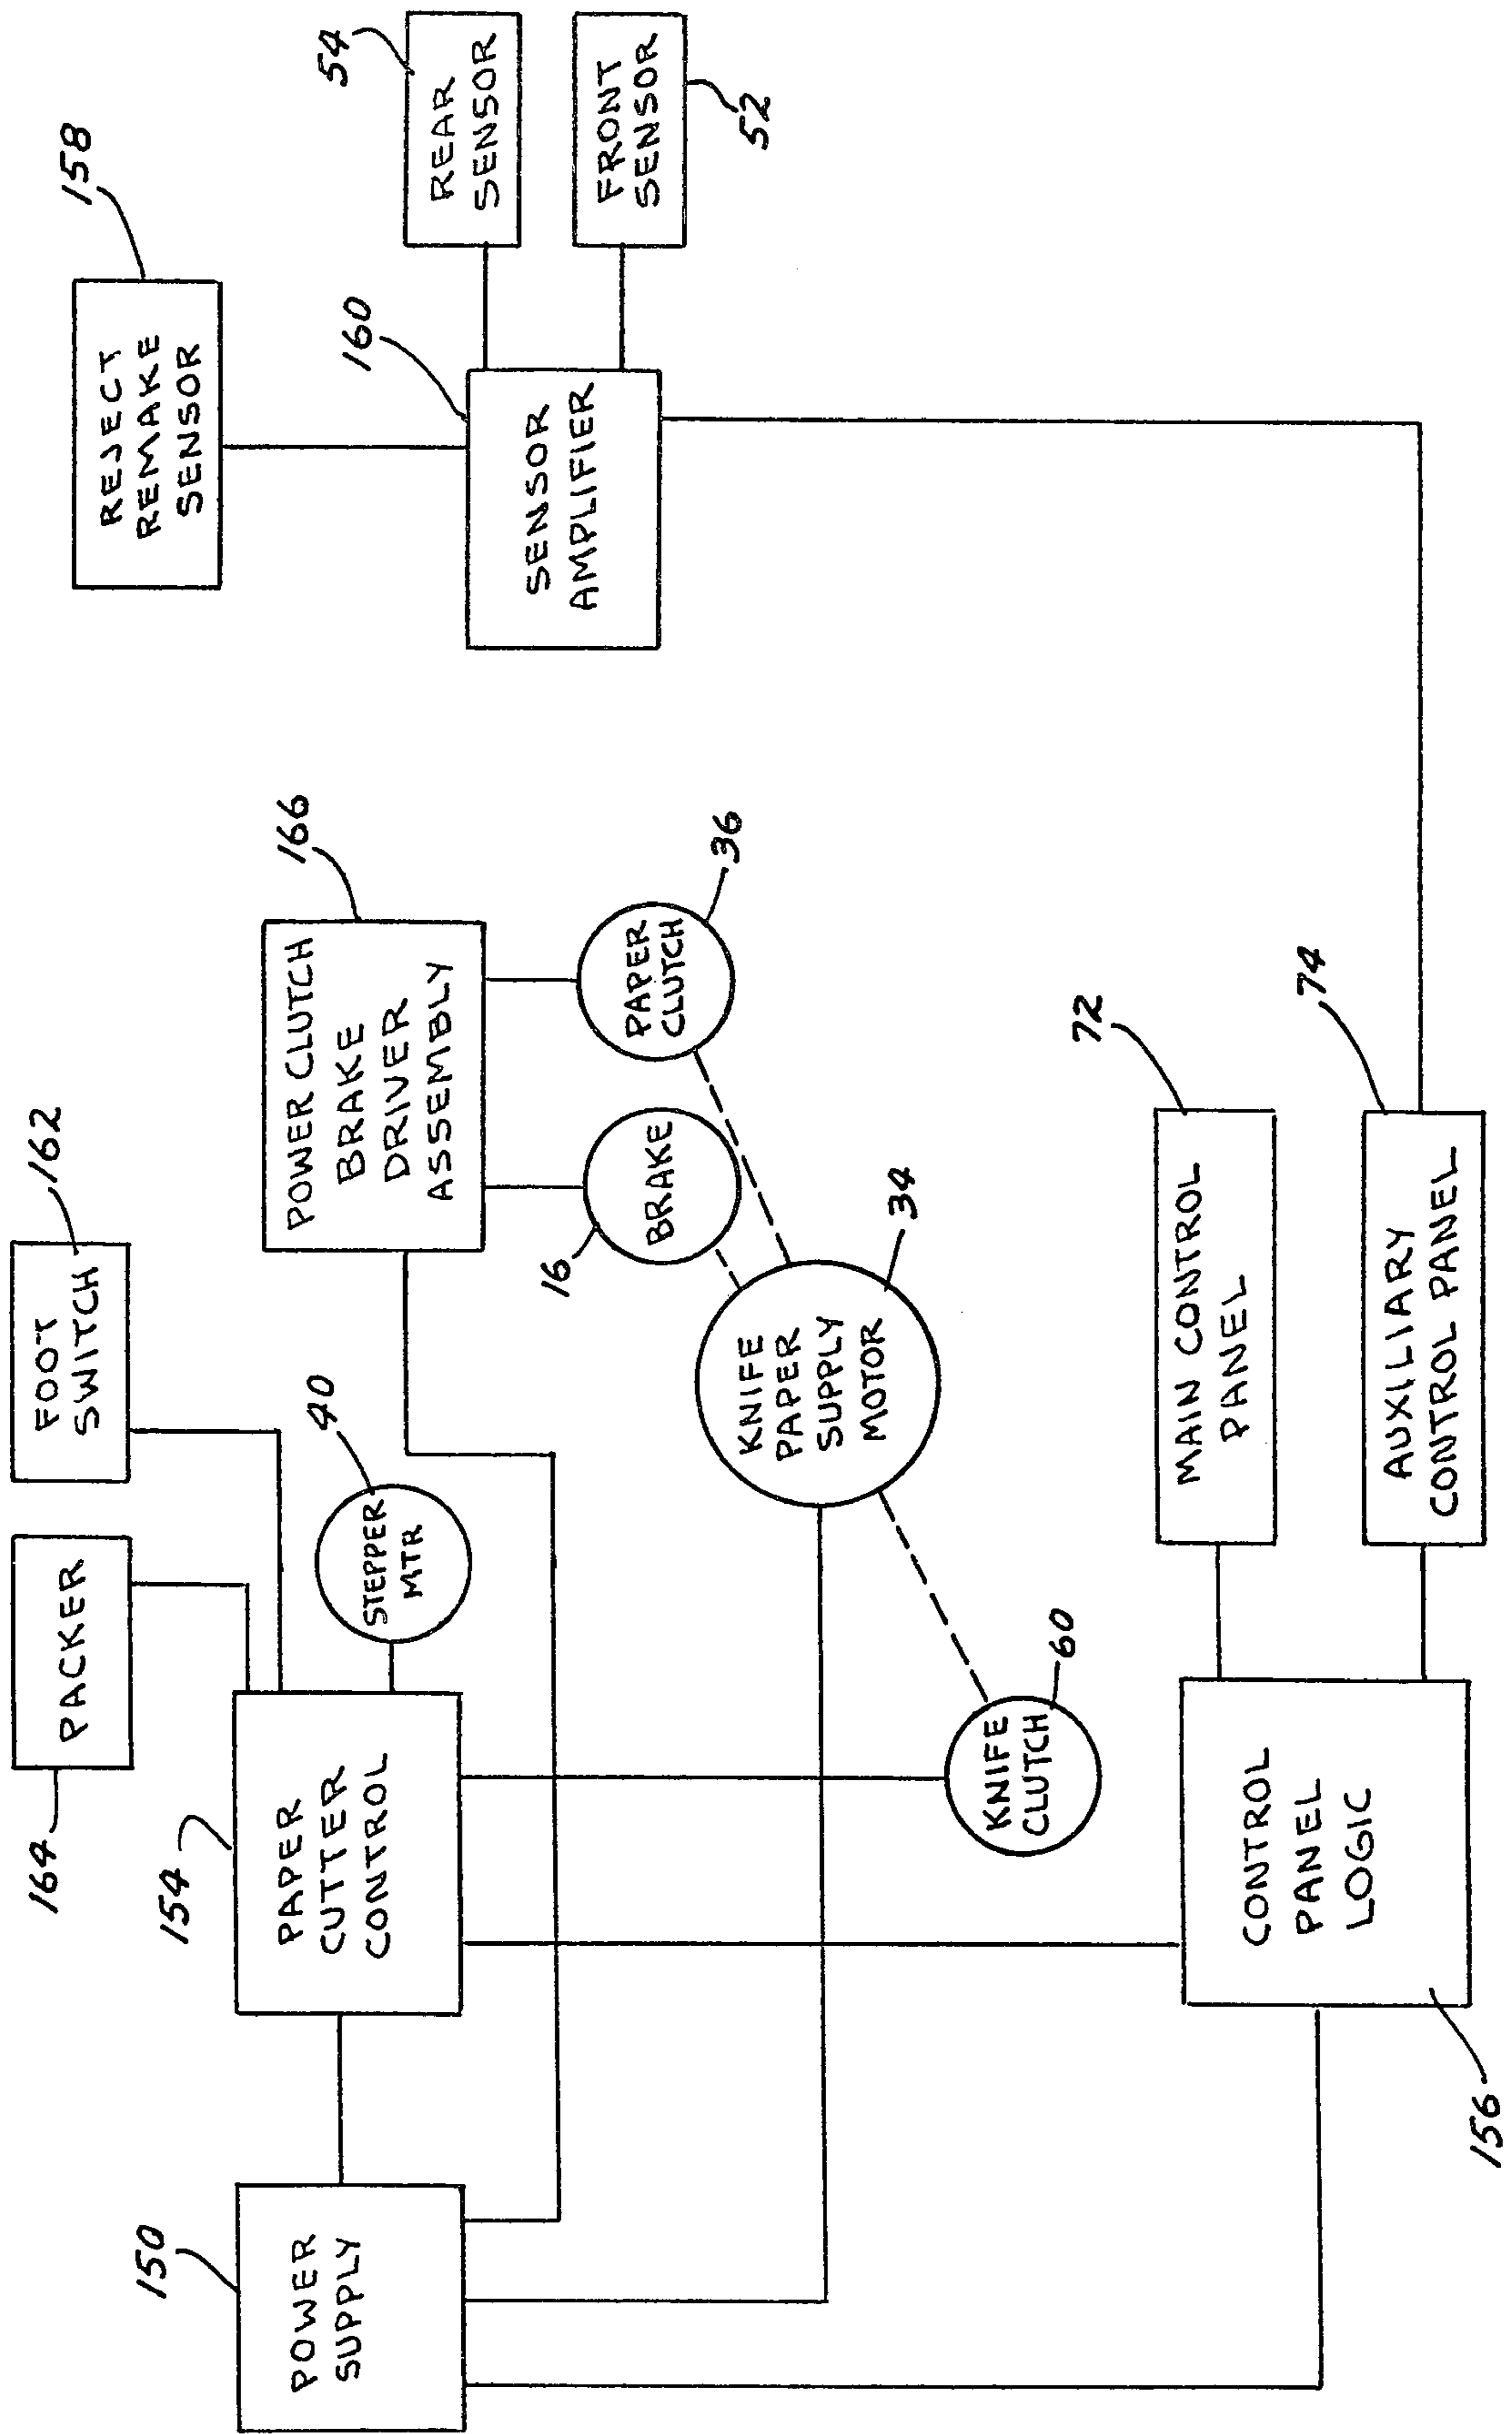 164
PACKER
FOOT
SWITCH
162
158
REJECT
REMAKE
SENSOR
150
POWER
SUPPLY
154
PAPER
CUTTER
CONTROL
40
STEPPER
MTR
166
POWER CLUTCH
BRAKE
DRIVER
ASSEMBLY
160
SENSOR
AMPLIFIER
54
REAR
SENSOR
FRONT
SENSOR
52
16
BRAKE
PAPER
CLUTCH
36
KNIFE
PAPER
SUPPLY
MOTOR
34
KNIFE
CLUTCH
60
72
MAIN CONTROL
PANEL
74
AUXILIARY
CONTROL PANEL
CONTROL
PANEL
LOGIC
156